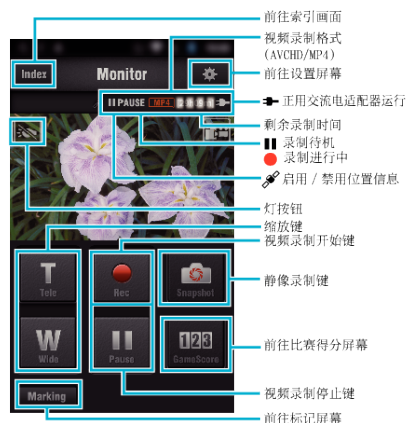 前往索引画面
视频录制格式
(AVCHD/MP4)
Index
Monitor
前往设置屏幕
PAUSE MP4
正用交流电适配器运行
剩余录制时间
录制待机
录制进行中
启用 / 禁用位置信息
灯按钮
缩放键
视频录制开始键
T
Tele
Rec
Snapshot
静像录制键
W
Wide
Pause
123
GameScore
前往比赛得分屏幕
视频录制停止键
Marking
前往标记屏幕